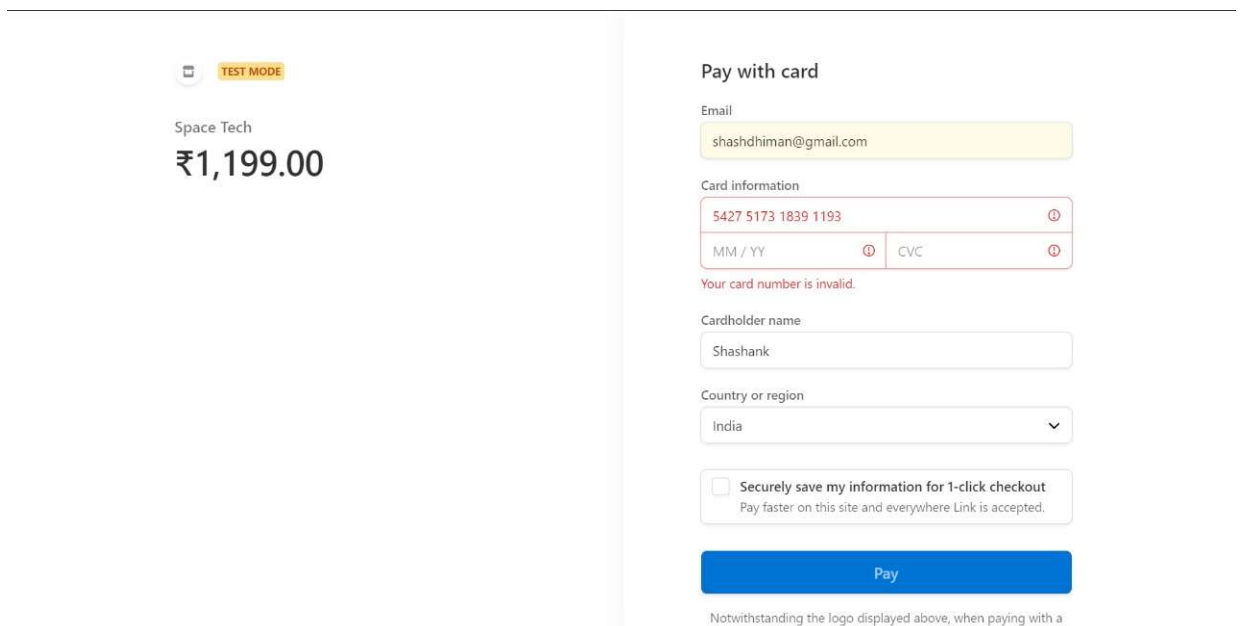 TEST MODE
Space Tech
₹1,199.00
Pay with card
Email
shashdhiman@gmail.com
Card information
5427 5173 1839 1193
MM / YY CVC
Your card number is invalid.
Cardholder name
Shashank
Country or region
India
Securely save my information for 1-click checkout
Pay faster on this site and everywhere Link is accepted.
Pay
Notwithstanding the logo displayed above, when paying with a